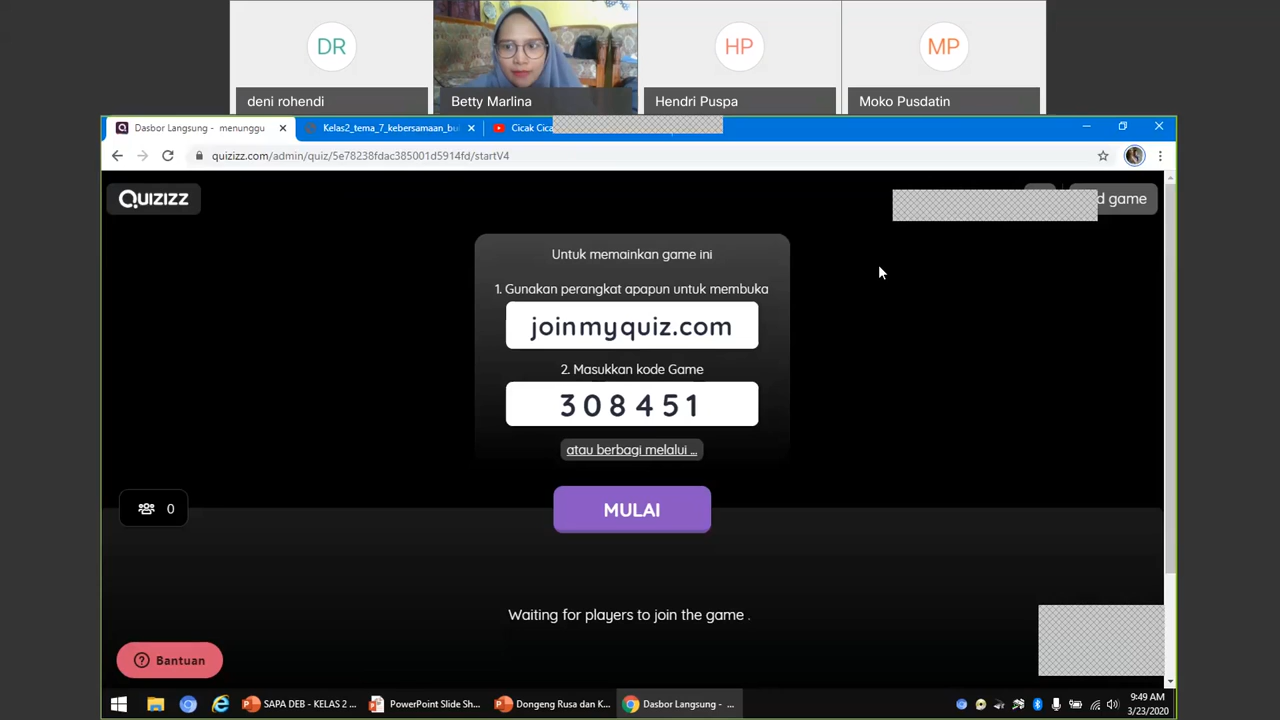 DR
HP
MP
deni rohendi
Betty Marlina
Hendri Puspa
Moko Pusdatin
Dasbor Langsung - menunggu
Kelas2_tema_7_kebersamaan_bu
Cicak Cica
quizizz.com/admin/quiz/5e78238fdac385001d5914fd/startV4
Quizizz
d game
Untuk memainkan game ini
1. Gunakan perangkat apapun untuk membuka
joinmyquiz.com
2. Masukkan kode Game
308451
atau berbagi melalui ...
0
MULAI
Waiting for players to join the game .
Bantuan
SAPA DEB - KELAS 2 ...
PowerPoint Slide Sh...
Dongeng Rusa dan K...
Dasbor Langsung - ...
9:49 AM
3/23/2020